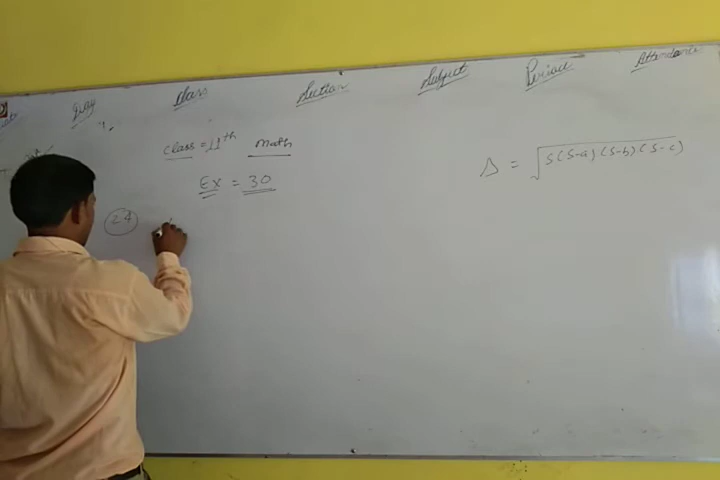 Day Class Section Subject Period Attendance
Class = 11th Math
Ex = 30
24
Δ = √s(s-a)(s-b)(s-c)